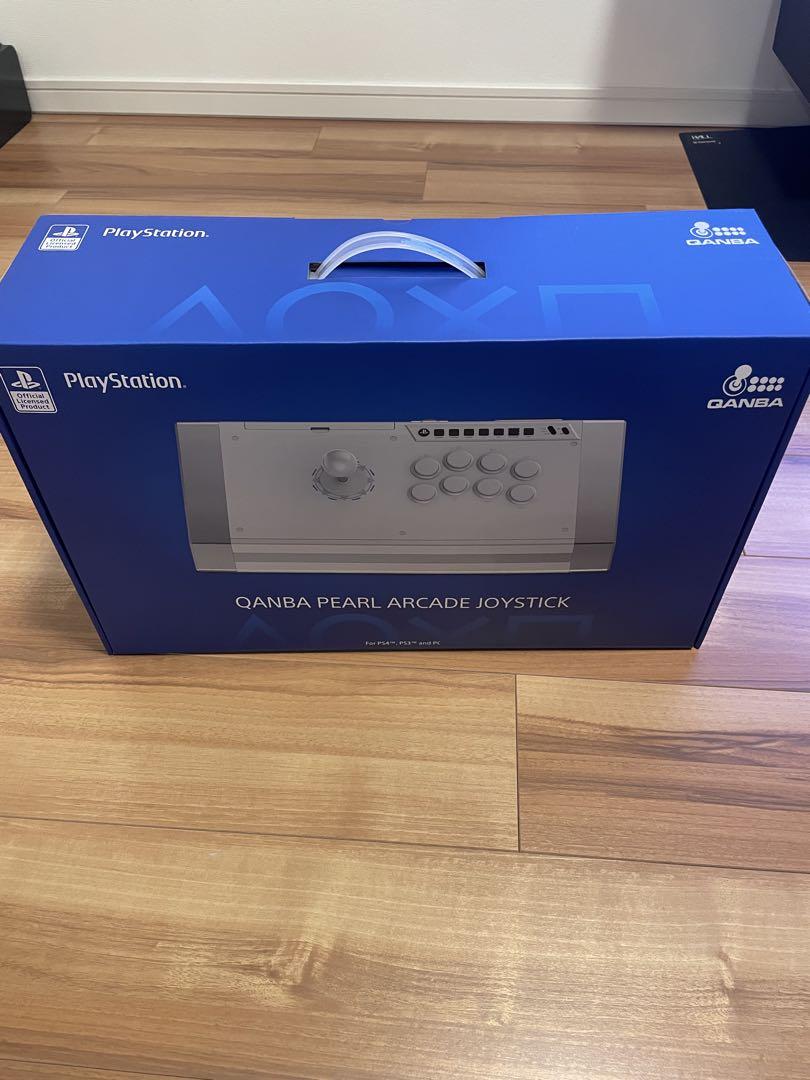 Official
Licensed
Product
PlayStation®
QANBA
Official
Licensed
Product
PlayStation®
QANBA
QANBA PEARL ARCADE JOYSTICK
For PS4™, PS3™ and PC